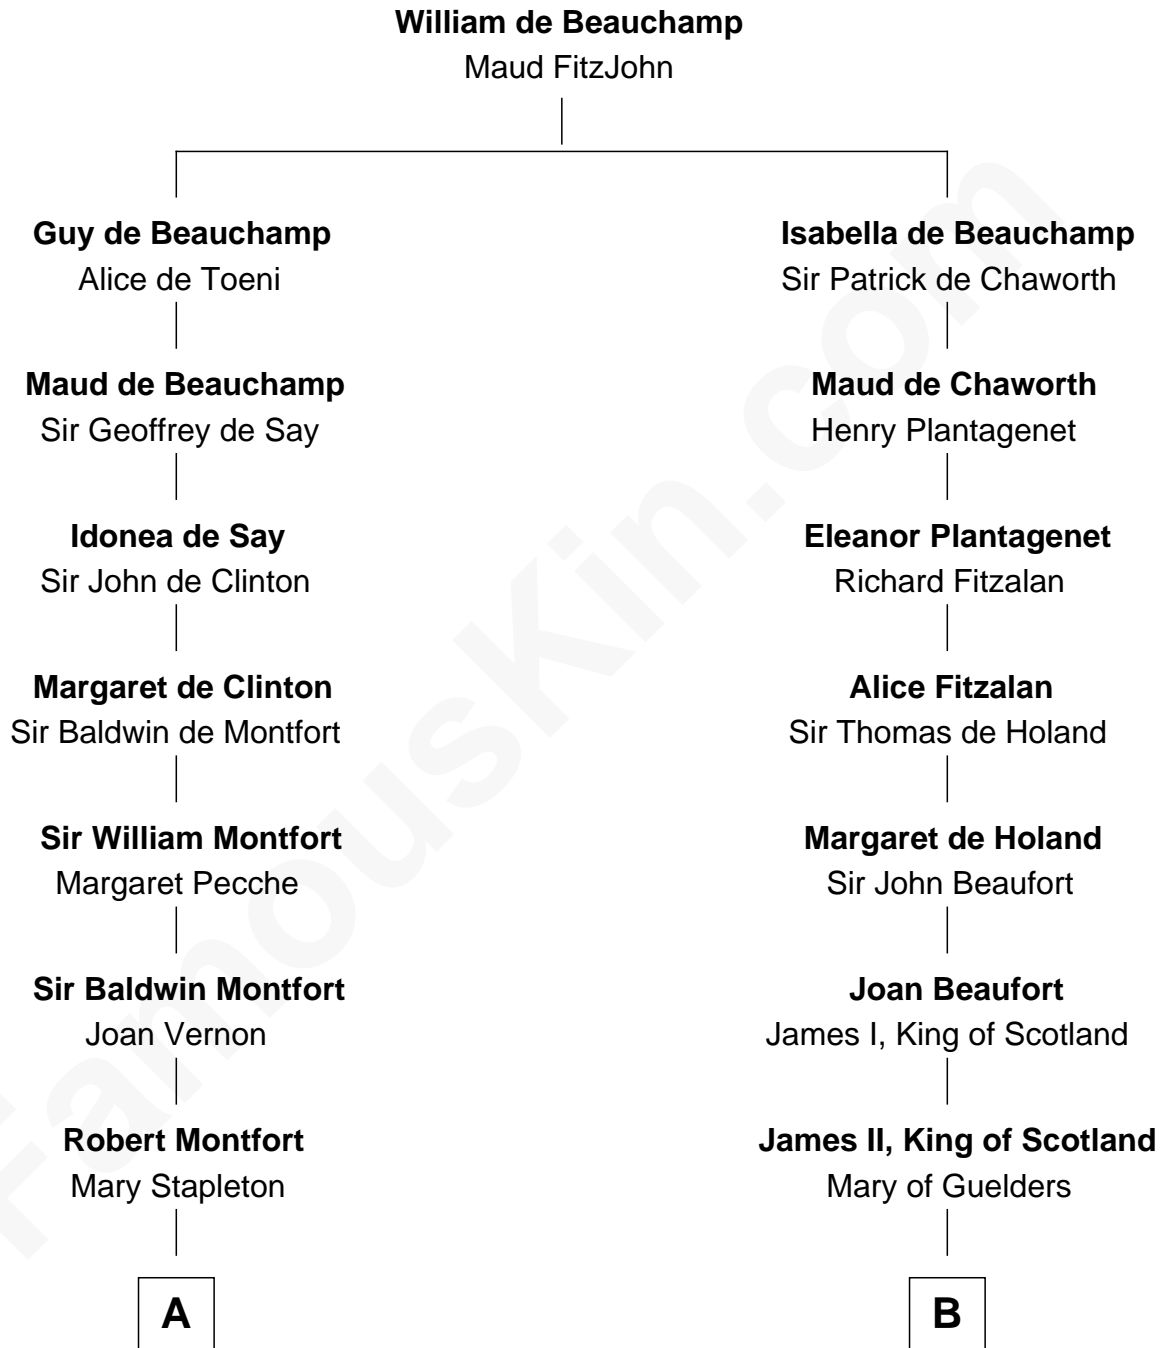 William de Beauchamp
Maud FitzJohn
Guy de Beauchamp
Alice de Toeni
Isabella de Beauchamp
Sir Patrick de Chaworth
Maud de Beauchamp
Sir Geoffrey de Say
Maud de Chaworth
Henry Plantagenet
Idonea de Say
Sir John de Clinton
Eleanor Plantagenet
Richard Fitzalan
Margaret de Clinton
Sir Baldwin de Montfort
Alice Fitzalan
Sir Thomas de Holand
Sir William Montfort
Margaret Pecche
Margaret de Holand
Sir John Beaufort
Sir Baldwin Montfort
Joan Vernon
Joan Beaufort
James I, King of Scotland
Robert Montfort
Mary Stapleton
James II, King of Scotland
Mary of Guelders
A
B
FamousKin.com